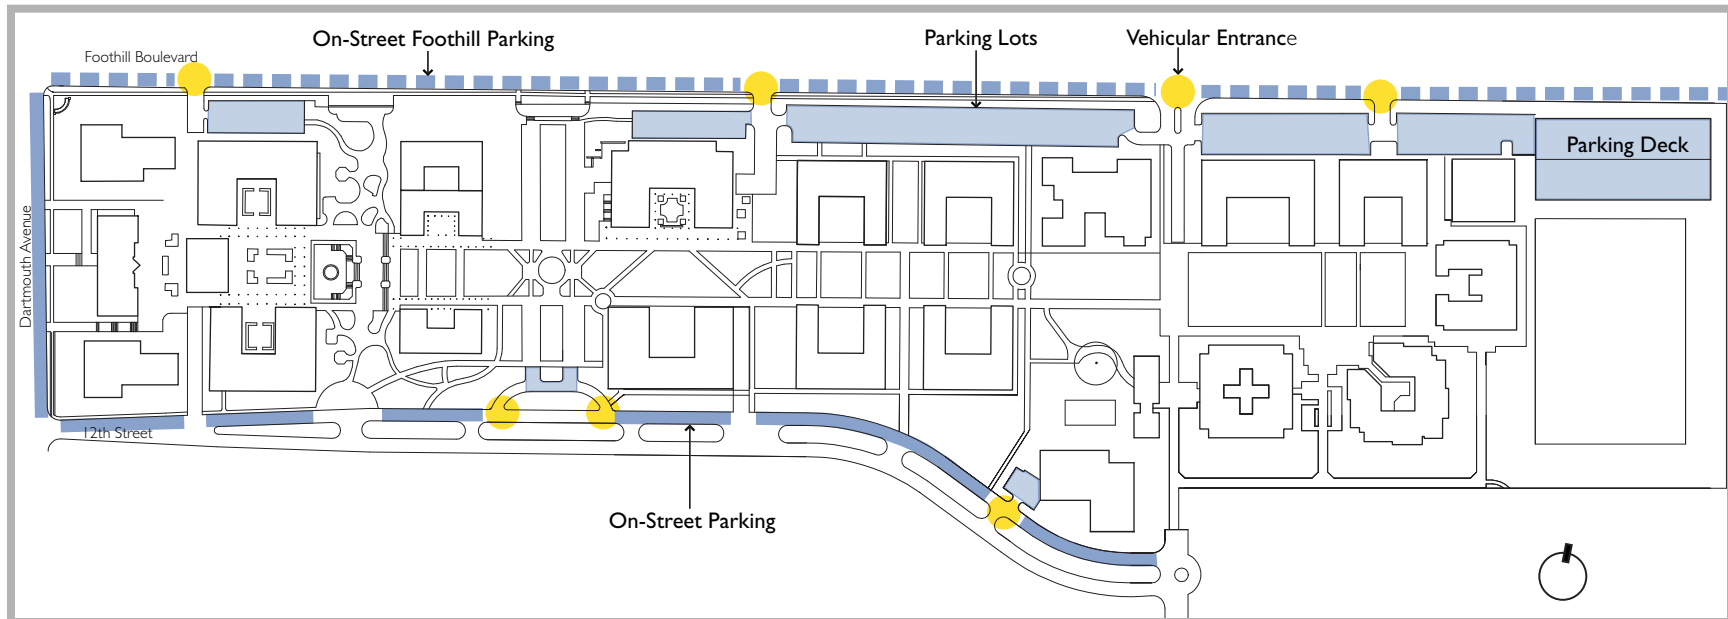 On-Street Foothill Parking
Parking Lots
Vehicular Entrance
Foothill Boulevard
Parking Deck
Dartmouth Avenue
12th Street
On-Street Parking